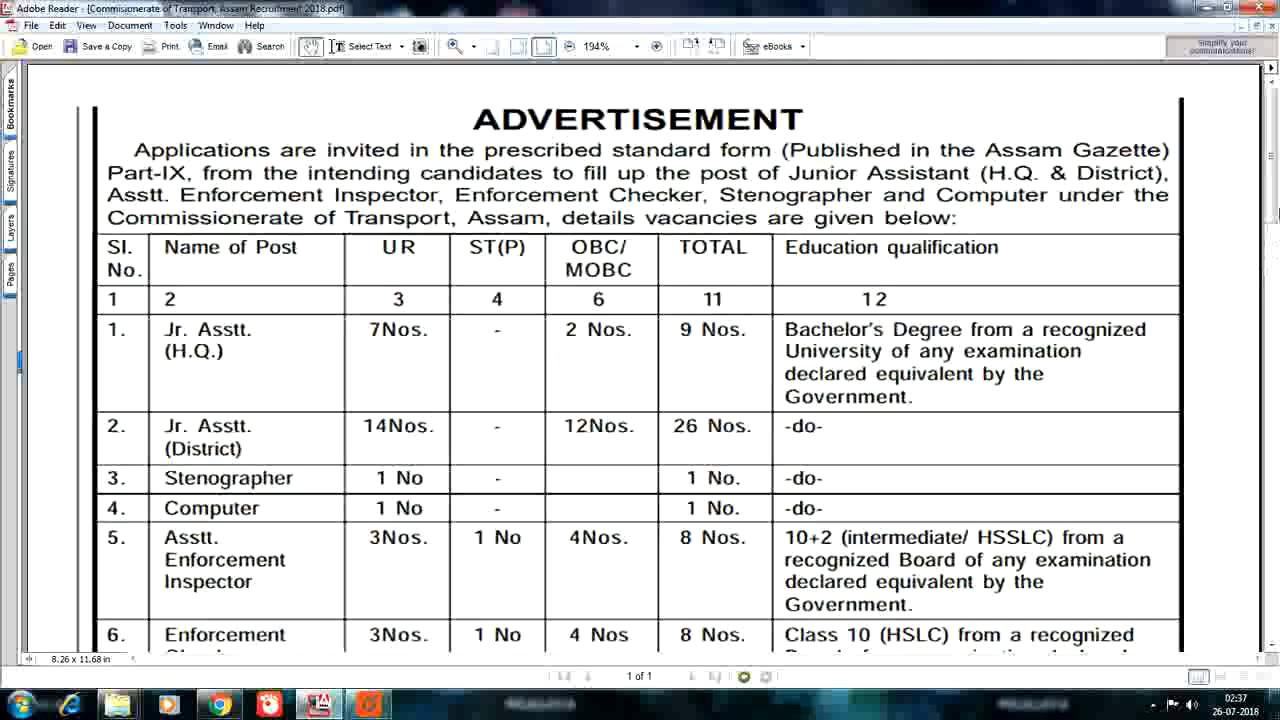 Adobe Reader - [Commissionerate of Transport, Assam Recruitment 2018.pdf]
File Edit View Document Tools Window Help
Open Save a Copy Print Email Search Select Text 194% eBooks Simplify your communications!
Bookmarks
Signatures
Layers
Pages
ADVERTISEMENT
Applications are invited in the prescribed standard form (Published in the Assam Gazette)
Part-IX, from the intending candidates to fill up the post of Junior Assistant (H.Q. & District),
Asstt. Enforcement Inspector, Enforcement Checker, Stenographer and Computer under the
Commissionerate of Transport, Assam, details vacancies are given below:
Sl. No. Name of Post UR ST(P) OBC/ MOBC TOTAL Education qualification
1 2 3 4 6 11 12
1. Jr. Asstt. 7Nos. - 2 Nos. 9 Nos. Bachelor's Degree from a recognized
(H.Q.) University of any examination
declared equivalent by the
Government.
2. Jr. Asstt. 14Nos. - 12Nos. 26 Nos. -do-
(District)
3. Stenographer 1 No - 1 No. -do-
4. Computer 1 No - 1 No. -do-
5. Asstt. 3Nos. 1 No 4Nos. 8 Nos. 10+2 (intermediate/ HSSLC) from a
Enforcement recognized Board of any examination
Inspector declared equivalent by the
Government.
6. Enforcement 3Nos. 1 No 4 Nos 8 Nos. Class 10 (HSLC) from a recognized
8.26 x 11.68 in
1 of 1
02:37
26-07-2018